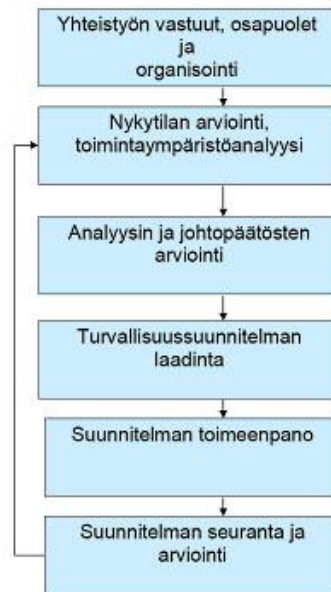 Yhteistyön vastuut, osapuolet
ja
organisointi
Nykytilan arviointi,
toimintaympäristöanalyysi
Analyysin ja johtopäätösten
arviointi
Turvallisuussuunnitelman
laadinta
Suunnitelman toimeenpano
Suunnitelman seuranta ja
arviointi